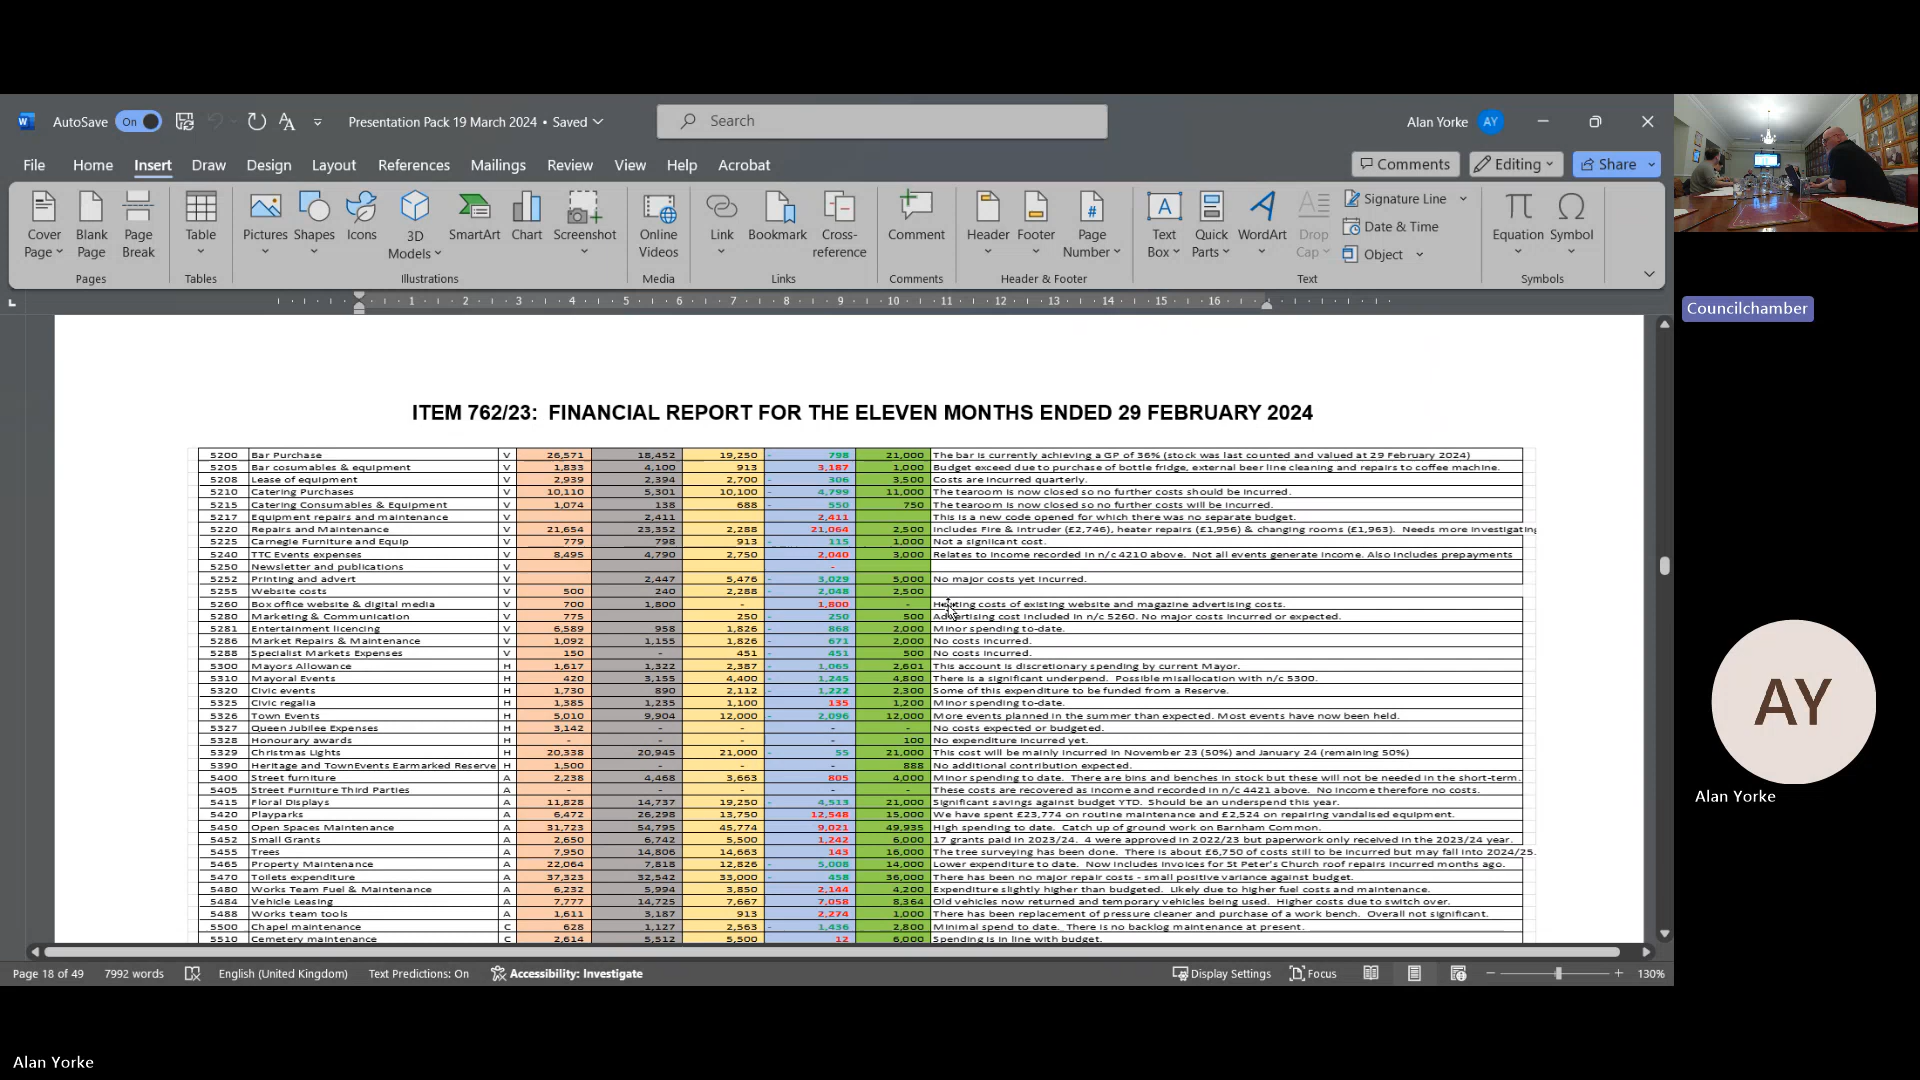 AutoSave On Presentation Pack 19 March 2024 • Saved Search Alan Yorke AY
File Home Insert Draw Design Layout References Mailings Review View Help Acrobat Comments Editing Share
Cover Page Blank Page Page Break Table Pictures Shapes Icons 3D Models SmartArt Chart Screenshot Online Videos Link Bookmark Cross-reference Comment Header Footer Page Number Text Box Quick Parts WordArt Drop Cap Signature Line Date & Time Object Equation Symbol
Pages Tables Illustrations Media Links Comments Header & Footer Text Symbols
1 2 3 4 5 6 7 8 9 10 11 12 13 14 15 16
Councilchamber
ITEM 762/23: FINANCIAL REPORT FOR THE ELEVEN MONTHS ENDED 29 FEBRUARY 2024
5200 Bar Purchase V 26,571 18,452 19,250 - 798 21,000 The bar is currently achieving a GP of 36% (stock was last counted and valued at 29 February 2024)
5205 Bar cosumables & equipment V 1,833 4,100 913 3,187 1,000 Budget exceed due to purchase of bottle fridge, external beer line cleaning and repairs to coffee machine.
5208 Lease of equipment V 2,939 2,394 2,700 - 306 3,500 Costs are incurred quarterly.
5210 Catering Purchases V 10,110 5,301 10,100 - 4,799 11,000 The tearoom is now closed so no further costs should be incurred.
5215 Catering Consumables & Equipment V 1,074 138 688 - 550 750 The tearoom is now closed so no further costs will be incurred.
5217 Equipment repairs and maintenance V 2,411 2,411 This is a new code opened for which there was no separate budget.
5220 Repairs and Maintenance V 21,654 23,352 2,288 21,064 2,500 Includes Fire & Intruder (£2,746), heater repairs (£1,956) & changing rooms (£1,963). Needs more investigating
5225 Carnegie Furniture and Equip V 779 798 913 - 115 1,000 Not a signiicant cost.
5240 TTC Events expenses V 8,495 4,790 2,750 2,040 3,000 Relates to income recorded in n/c 4210 above. Not all events generate income. Also includes prepayments
5250 Newsletter and publications V -
5252 Printing and advert V 2,447 5,476 - 3,029 5,000 No major costs yet incurred.
5255 Website costs V 500 240 2,288 - 2,048 2,500
5260 Box office website & digital media V 700 1,800 - 1,800 - Hosting costs of existing website and magazine advertising costs.
5280 Marketing & Communication V 775 250 - 250 500 Advertising cost included in n/c 5260. No major costs incurred or expected.
5281 Entertainment licencing V 6,589 958 1,826 - 868 2,000 Minor spending to-date.
5286 Market Repairs & Maintenance V 1,092 1,155 1,826 - 671 2,000 No costs incurred.
5288 Specialist Markets Expenses V 150 - 451 - 451 500 No costs incurred.
5300 Mayors Allowance H 1,617 1,322 2,387 - 1,065 2,601 This account is discretionary spending by current Mayor.
5310 Mayoral Events H 420 3,155 4,400 - 1,245 4,800 There is a significant underpend. Possible misallocation with n/c 5300.
5320 Civic events H 1,730 890 2,112 - 1,222 2,300 Some of this expenditure to be funded from a Reserve.
5325 Civic regalia H 1,385 1,235 1,100 135 1,200 Minor spending to-date.
5326 Town Events H 5,010 9,904 12,000 - 2,096 12,000 More events planned in the summer than expected. Most events have now been held.
5327 Queen Jubilee Expenses H 3,142 - - - - No costs expected or budgeted.
5328 Honourary awards H - - - - 100 No expenditure incurred yet.
5329 Christmas Lights H 20,338 20,945 21,000 - 55 21,000 This cost will be mainly incurred in November 23 (50%) and January 24 (remaining 50%)
5390 Heritage and TownEvents Earmarked Reserve H 1,500 - - - 888 No additional contribution expected.
5400 Street furniture A 2,238 4,468 3,663 805 4,000 Minor spending to date. There are bins and benches in stock but these will not be needed in the short-term.
5405 Street Furniture Third Parties A - - - - - These costs are recovered as income and recorded in n/c 4421 above. No income therefore no costs.
5415 Floral Displays A 11,828 14,737 19,250 - 4,513 21,000 Significant savings against budget YTD. Should be an underspend this year.
5420 Playparks A 6,472 26,298 13,750 12,548 15,000 We have spent £23,774 on routine maintenance and £2,524 on repairing vandalised equipment.
5450 Open Spaces Maintenance A 31,723 54,795 45,774 9,021 49,935 High spending to date. Catch up of ground work on Barnham Common.
5452 Small Grants A 2,650 6,742 5,500 1,242 6,000 17 grants paid in 2023/24. 4 were approved in 2022/23 but paperwork only received in the 2023/24 year.
5455 Trees A 7,950 14,806 14,663 143 16,000 The tree surveying has been done. There is about £6,750 of costs still to be incurred but may fall into 2024/25.
5465 Property Maintenance A 22,064 7,818 12,826 - 5,008 14,000 Lower expenditure to date. Now includes invoices for St Peter's Church roof repairs incurred months ago.
5470 Toilets expenditure A 37,323 32,542 33,000 - 458 36,000 There has been no major repair costs - small positive variance against budget.
5480 Works Team Fuel & Maintenance A 6,232 5,994 3,850 2,144 4,200 Expenditure slightly higher than budgeted. Likely due to higher fuel costs and maintenance.
5484 Vehicle Leasing A 7,777 14,725 7,667 7,058 8,364 Old vehicles now returned and temporary vehicles being used. Higher costs due to switch over.
5488 Works team tools A 1,611 3,187 913 2,274 1,000 There has been replacement of pressure cleaner and purchase of a work bench. Overall not significant.
5500 Chapel maintenance C 628 1,127 2,563 - 1,436 2,800 Minimal spend to date. There is no backlog maintenance at present.
5510 Cemetery maintenance C 2,614 5,512 5,500 12 6,000 Spending is in line with budget.
AY
Alan Yorke
Page 18 of 49 7992 words English (United Kingdom) Text Predictions: On Accessibility: Investigate Display Settings Focus 130%
Alan Yorke